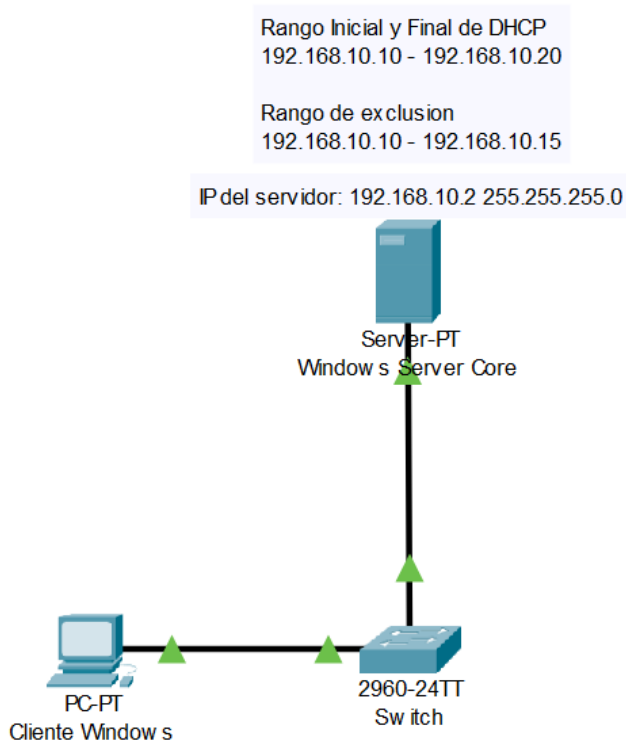 Rango Inicial y Final de DHCP
192.168.10.10 - 192.168.10.20
Rango de exclusion
192.168.10.10 - 192.168.10.15
IP del servidor: 192.168.10.2 255.255.255.0
Server-PT
Windows Server Core
PC-PT
Cliente Windows
2960-24TT
Switch